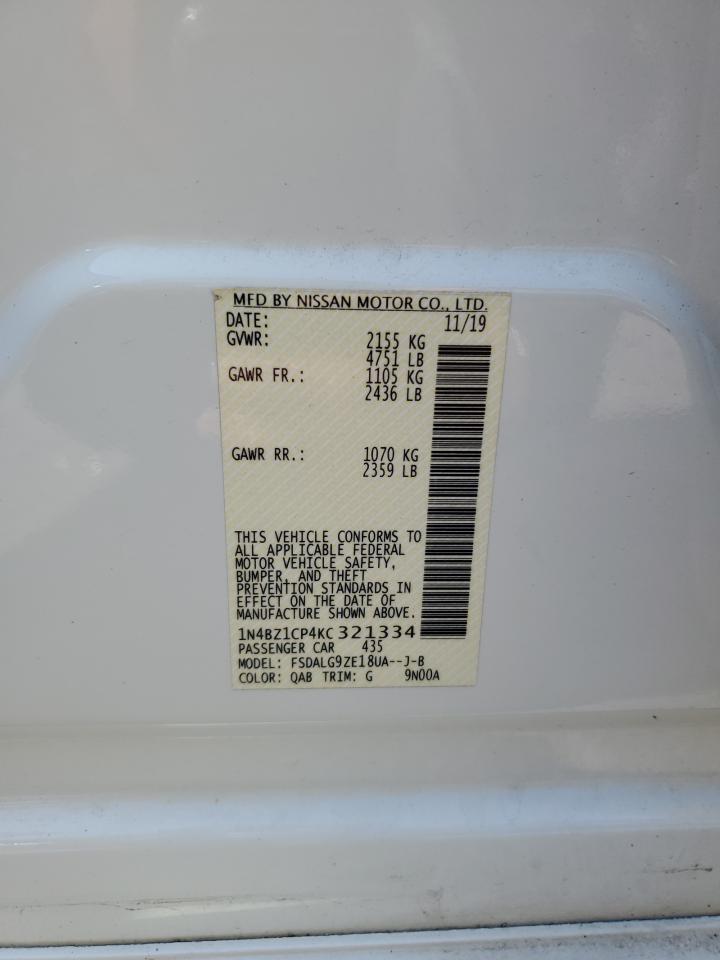 MFD BY NISSAN MOTOR CO., LTD.
DATE: 11/19
GVWR: 2155 KG
4751 LB
GAWR FR.: 1105 KG
2436 LB
GAWR RR.: 1070 KG
2359 LB
THIS VEHICLE CONFORMS TO
ALL APPLICABLE FEDERAL
MOTOR VEHICLE SAFETY,
BUMPER, AND THEFT
PREVENTION STANDARDS IN
EFFECT ON THE DATE OF
MANUFACTURE SHOWN ABOVE.
1N4BZ1CP4KC 321334
PASSENGER CAR 435
MODEL: FSDALG9ZE18UA--J-B
COLOR: QAB TRIM: G 9N00A